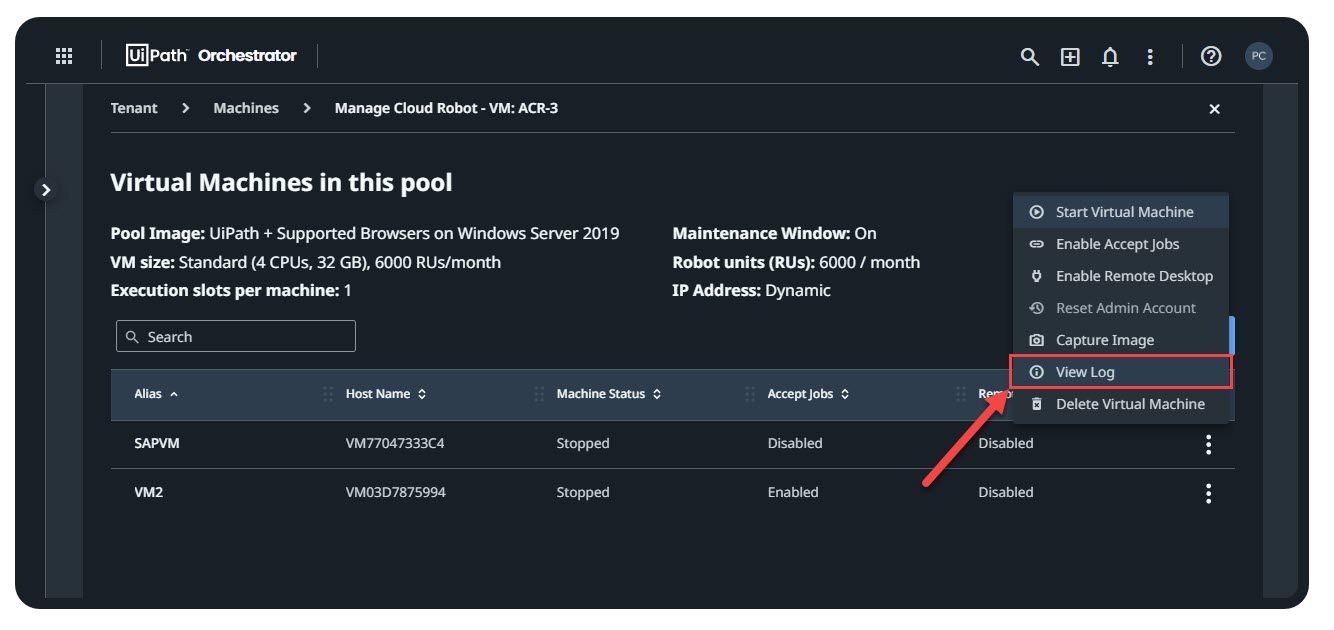 UiPath™ Orchestrator
PC
Tenant > Machines > Manage Cloud Robot - VM: ACR-3
Virtual Machines in this pool
Pool Image: UiPath + Supported Browsers on Windows Server 2019
Maintenance Window: On
VM size: Standard (4 CPUs, 32 GB), 6000 RUs/month
Robot units (RUs): 6000 / month
Execution slots per machine: 1
IP Address: Dynamic
Start Virtual Machine
Enable Accept Jobs
Enable Remote Desktop
Reset Admin Account
Capture Image
View Log
Delete Virtual Machine
Search
Alias Host Name Machine Status Accept Jobs
SAPVM VM77047333C4 Stopped Disabled Disabled
VM2 VM03D7875994 Stopped Enabled Disabled